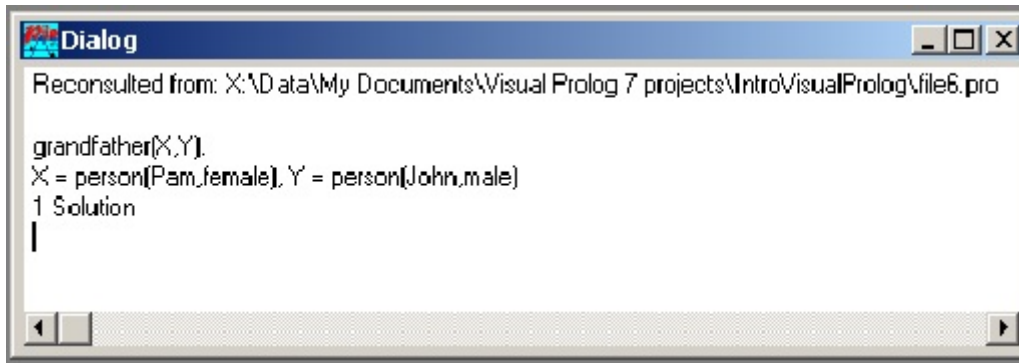 Dialog
Reconsulted from: X:\Data\My Documents\Visual Prolog 7 projects\IntroVisualProlog\file6.pro
grandfather(X,Y).
X = person(Pam,female), Y = person(John,male)
1 Solution